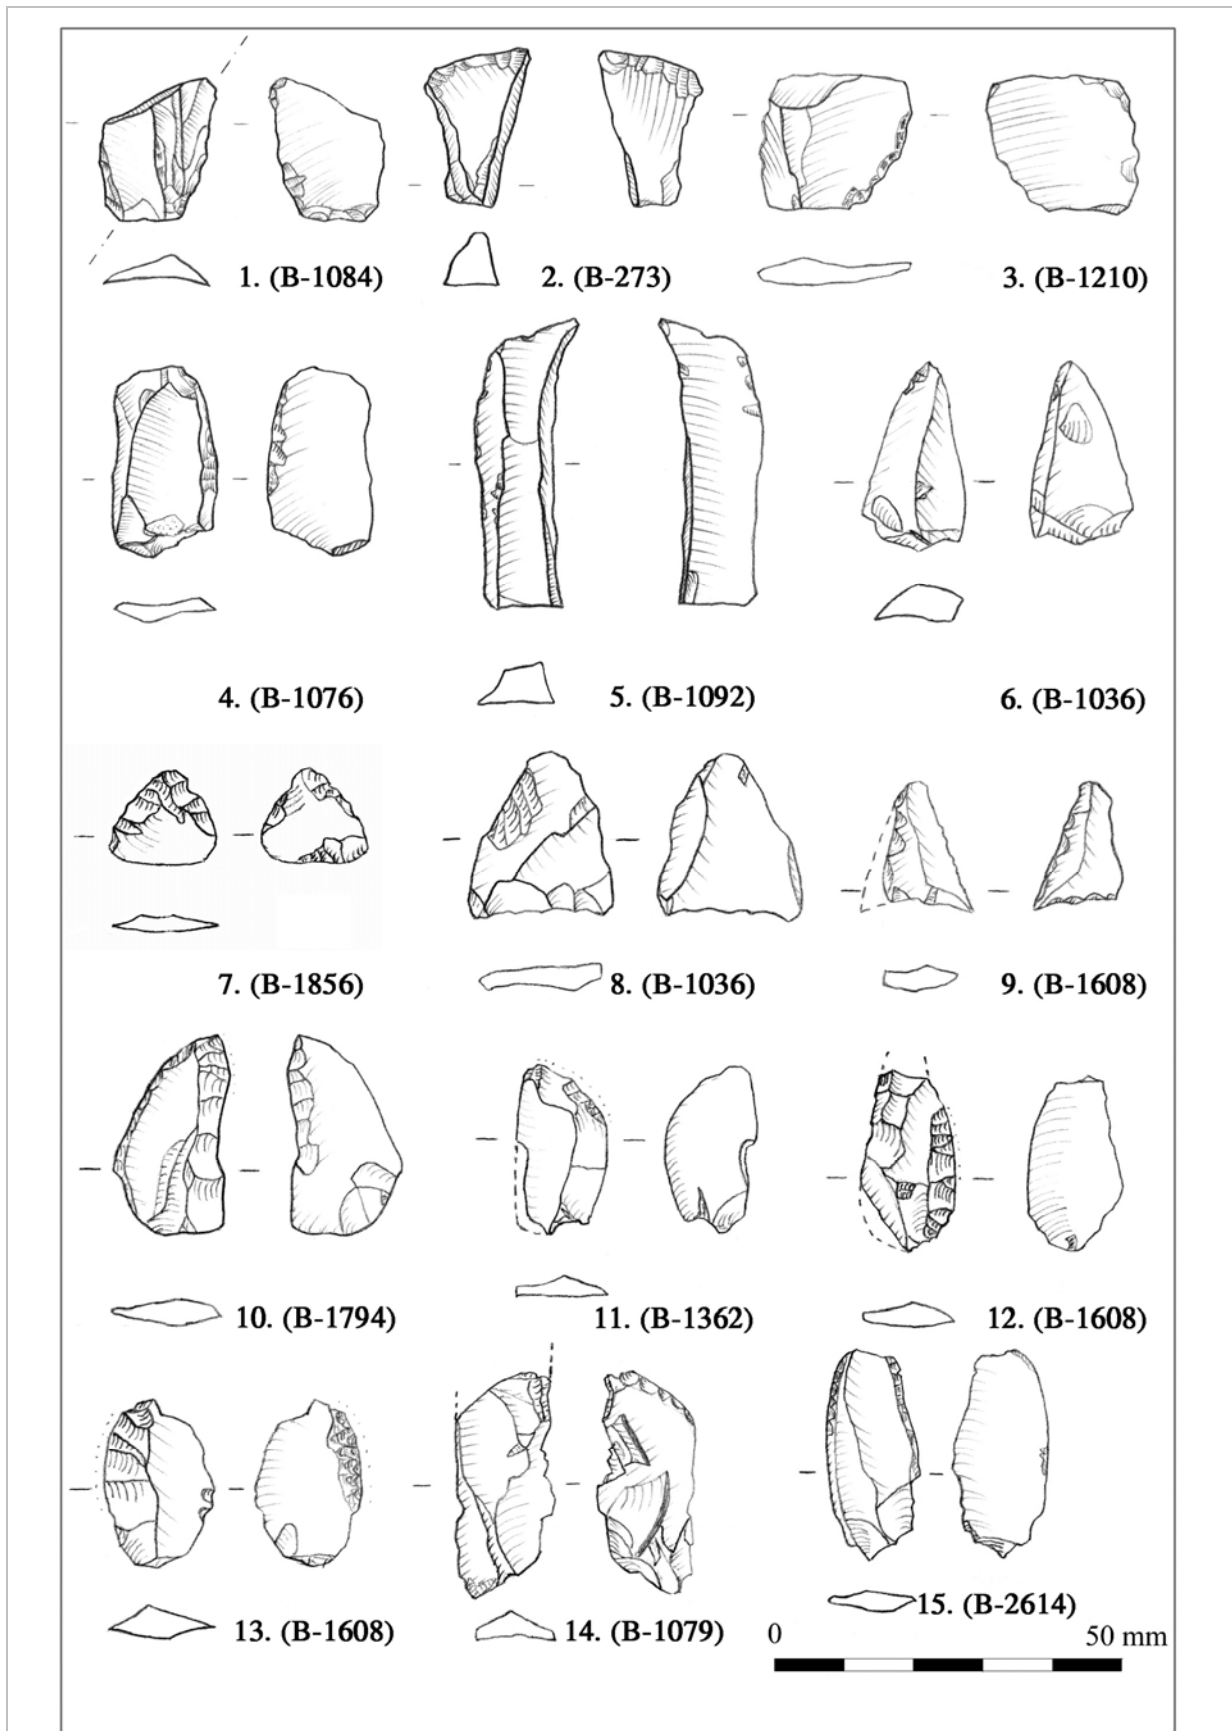 1. (B-1084)
2. (B-273)
3. (B-1210)
4. (B-1076)
5. (B-1092)
6. (B-1036)
7. (B-1856)
8. (B-1036)
9. (B-1608)
10. (B-1794)
11. (B-1362)
12. (B-1608)
13. (B-1608)
14. (B-1079)
15. (B-2614)
0 50 mm